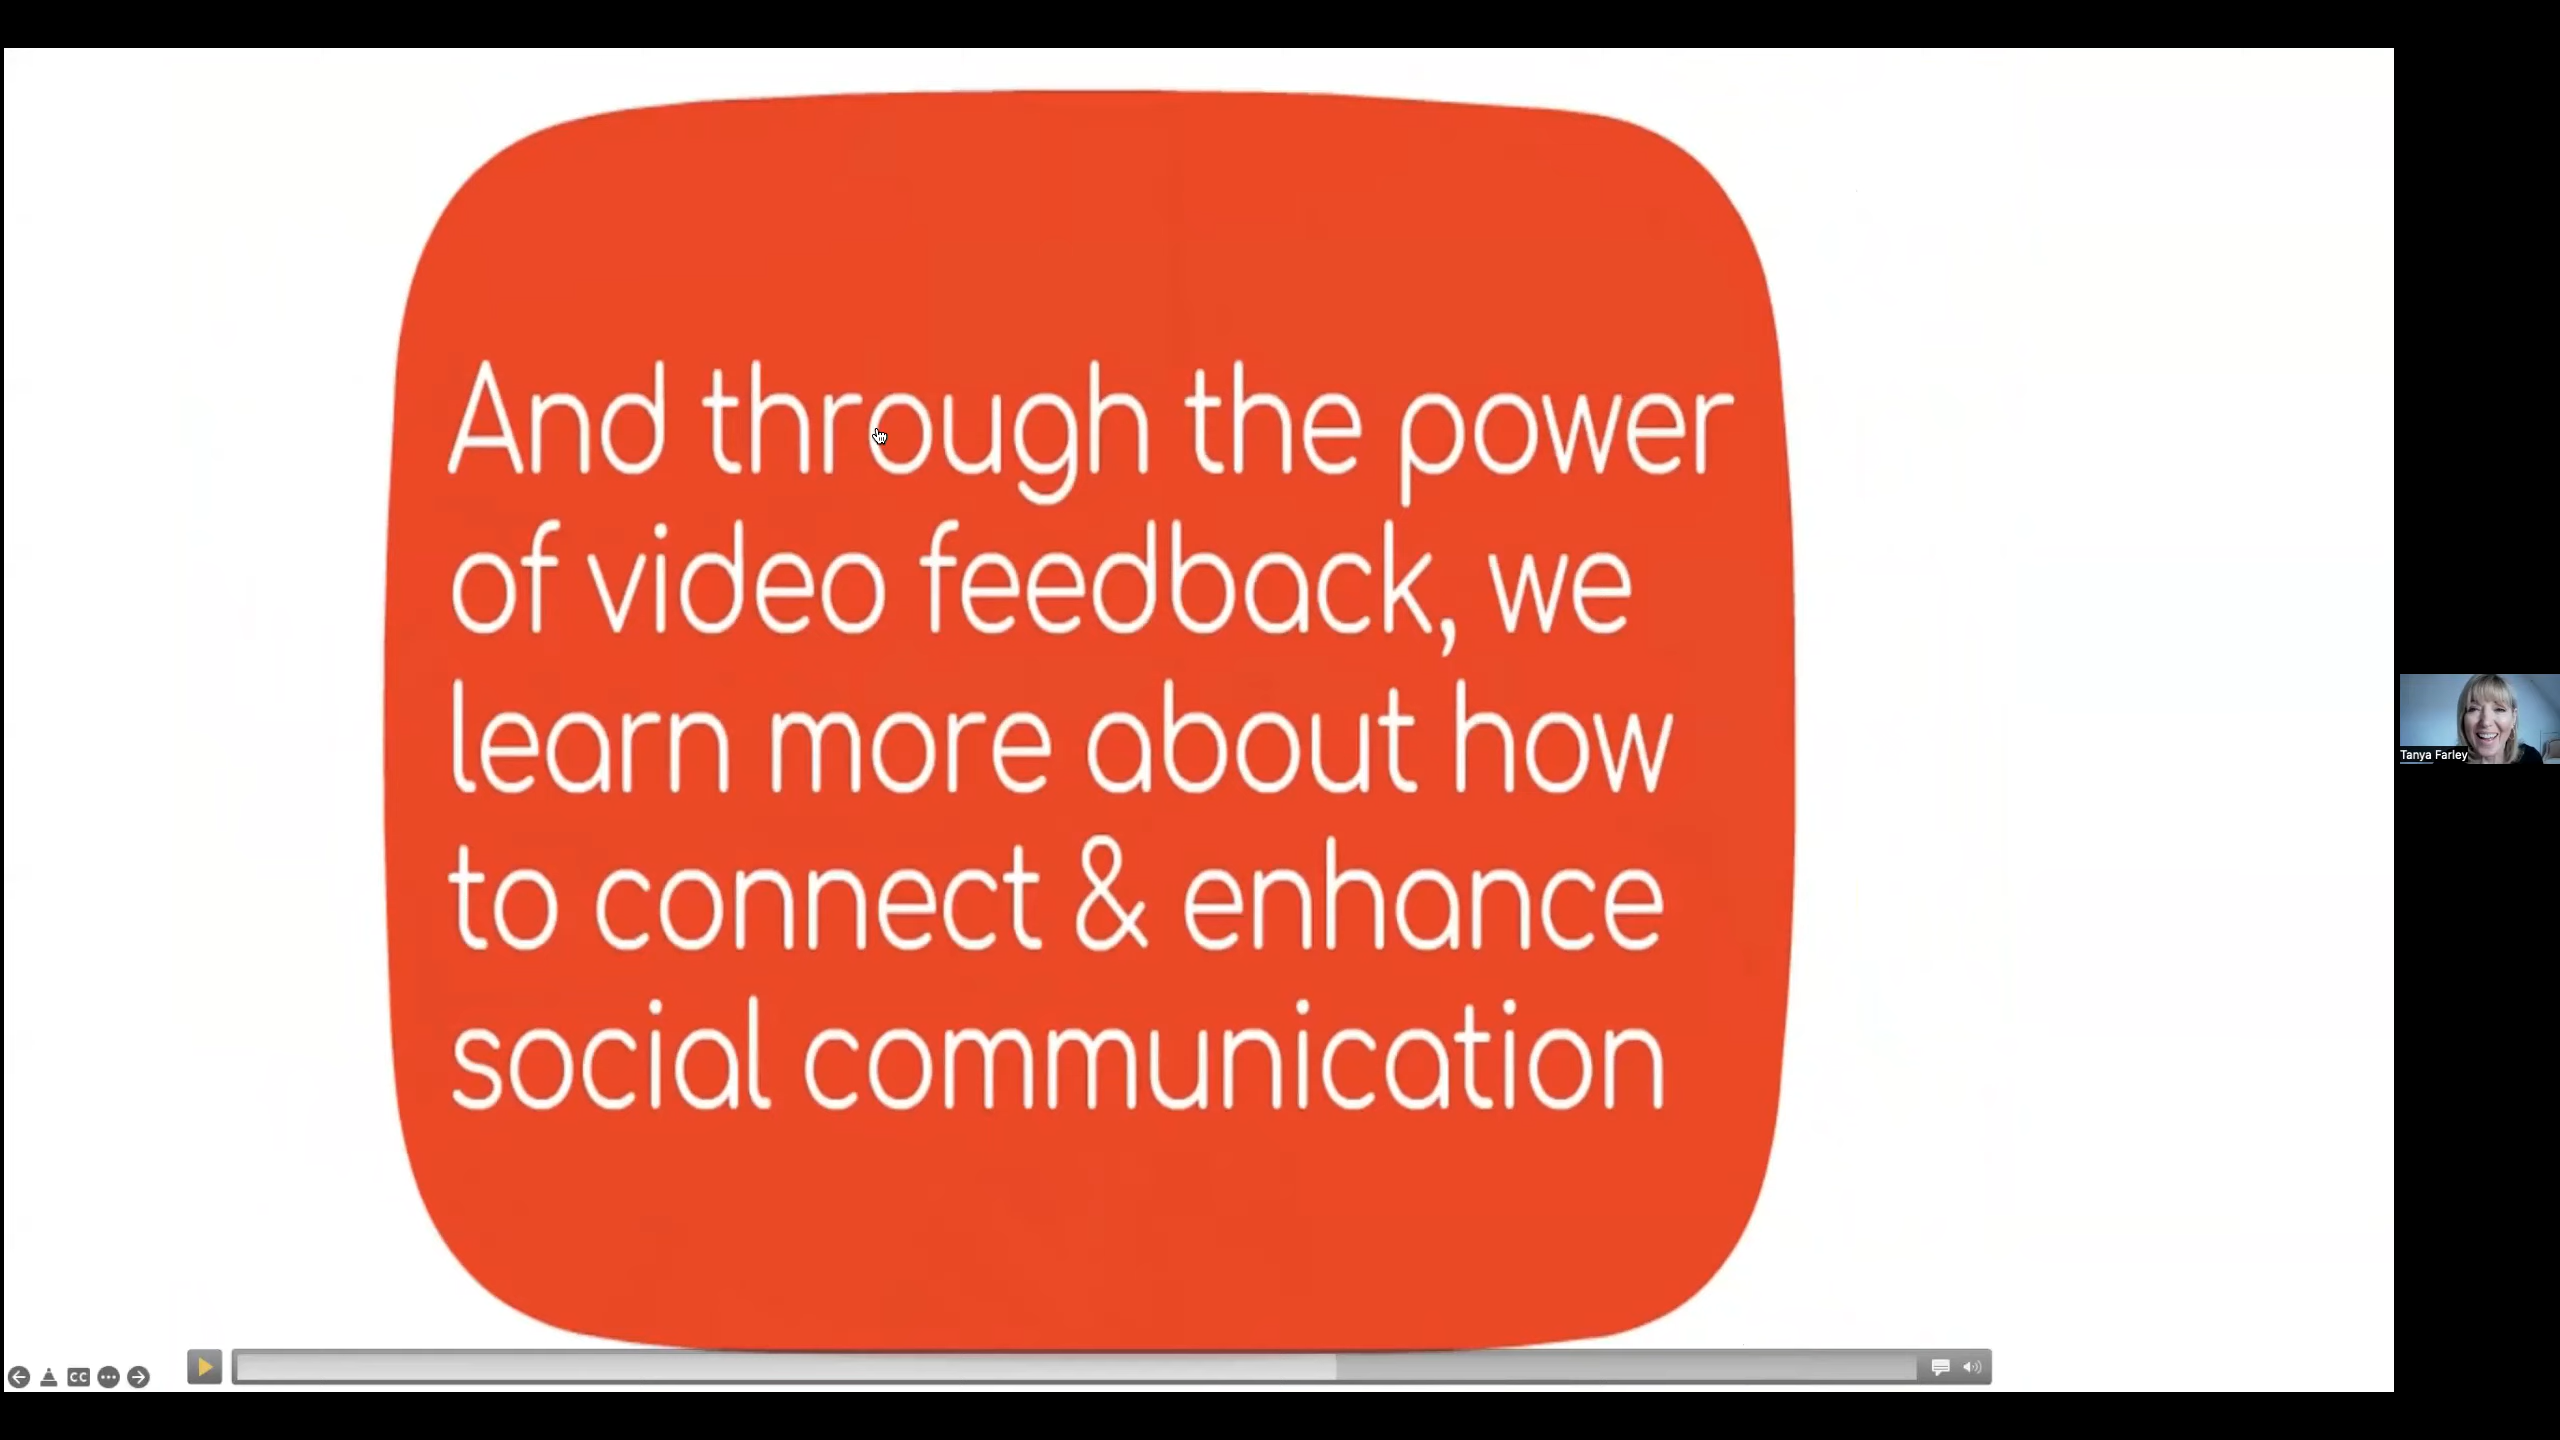 And through the power
of video feedback, we
learn more about how
to connect & enhance
social communication
Tanya Farley
CC